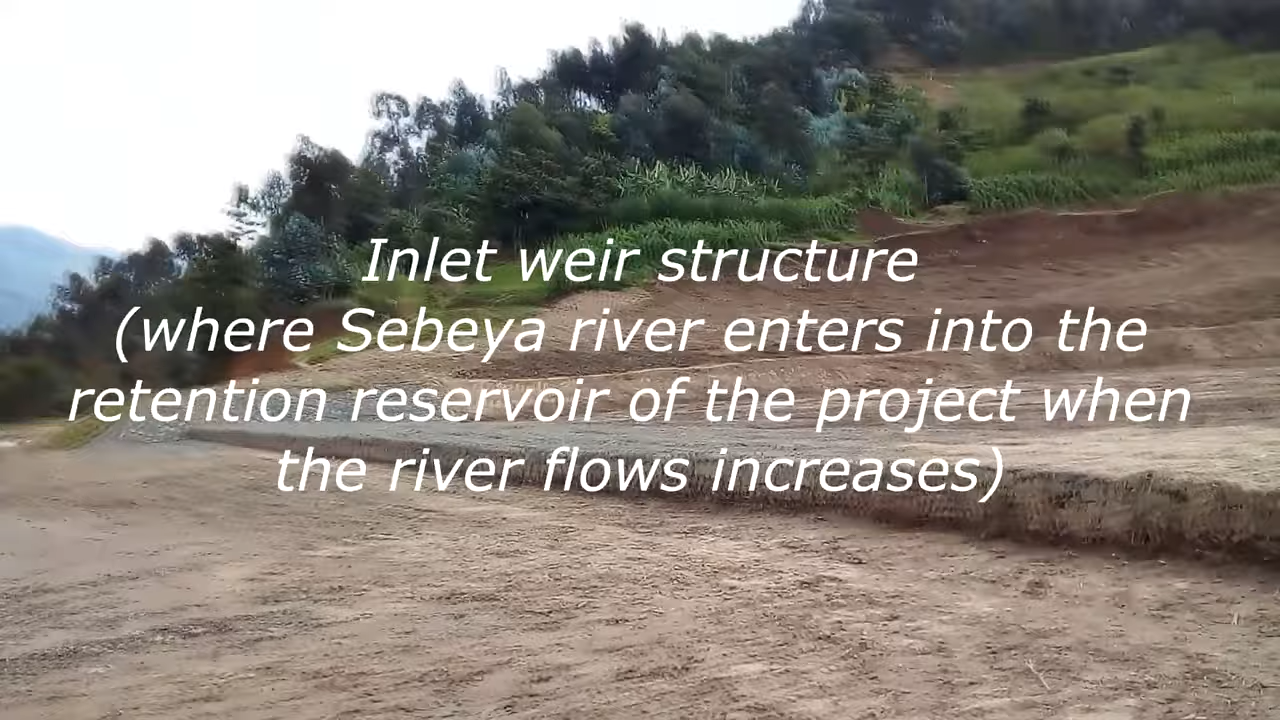 Inlet weir structure
(where Sebeya river enters into the
retention reservoir of the project when
the river flows increases)